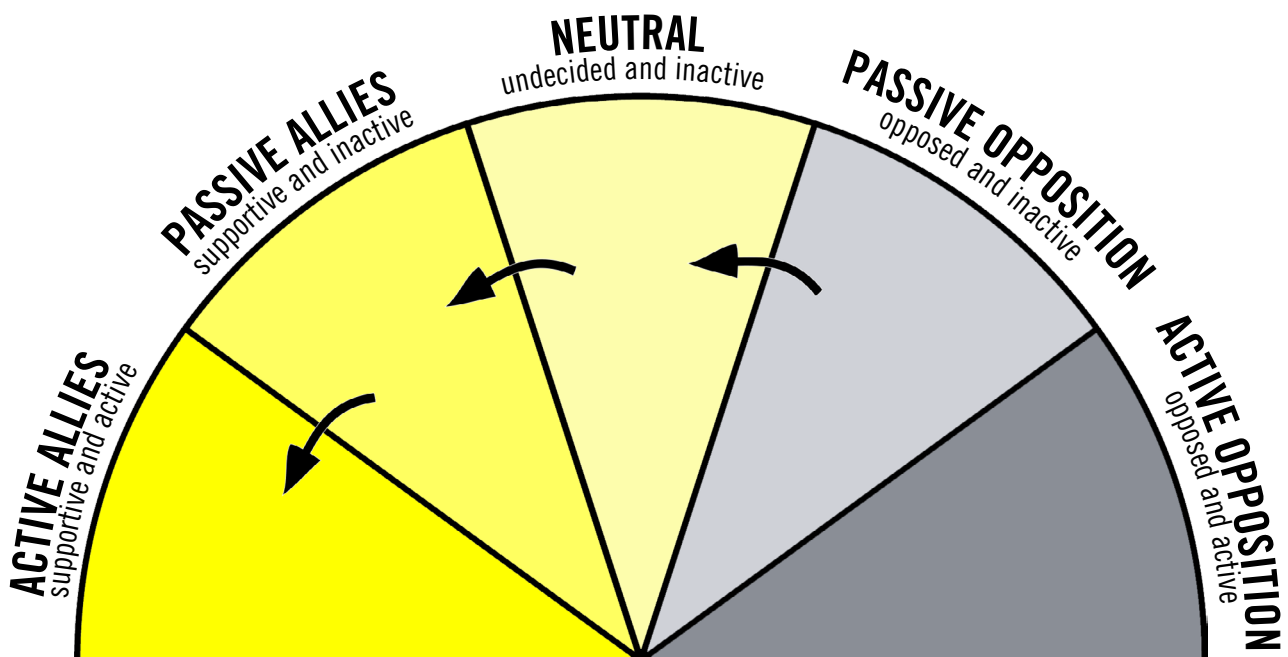 ACTIVE ALLIES
supportive and active
PASSIVE ALLIES
supportive and inactive
NEUTRAL
undecided and inactive
PASSIVE OPPOSITION
opposed and inactive
ACTIVE OPPOSITION
opposed and active